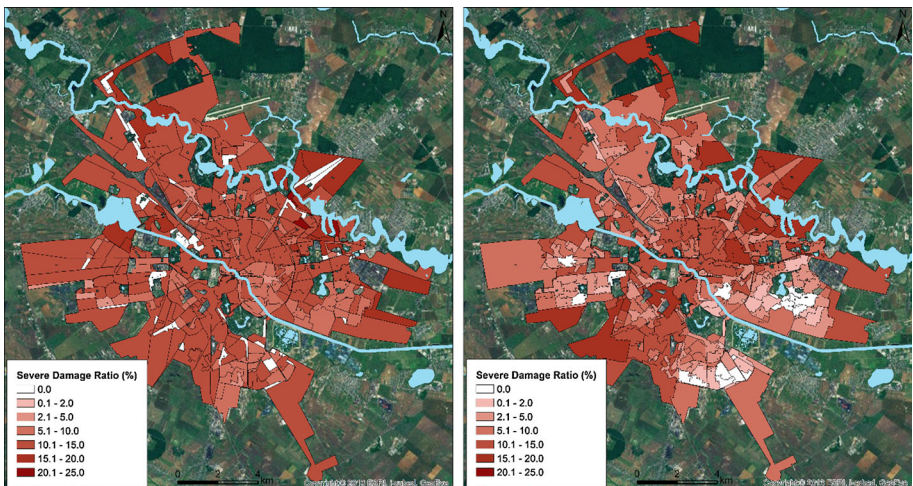 N
Severe Damage Ratio (%)
0.0
0.1 - 2.0
2.1 - 5.0
5.1 - 10.0
10.1 - 15.0
15.1 - 20.0
20.1 - 25.0
0 2 4
km
N
Severe Damage Ratio (%)
0.0
0.1 - 2.0
2.1 - 5.0
5.1 - 10.0
10.1 - 15.0
15.1 - 20.0
20.1 - 25.0
0 2 4
km